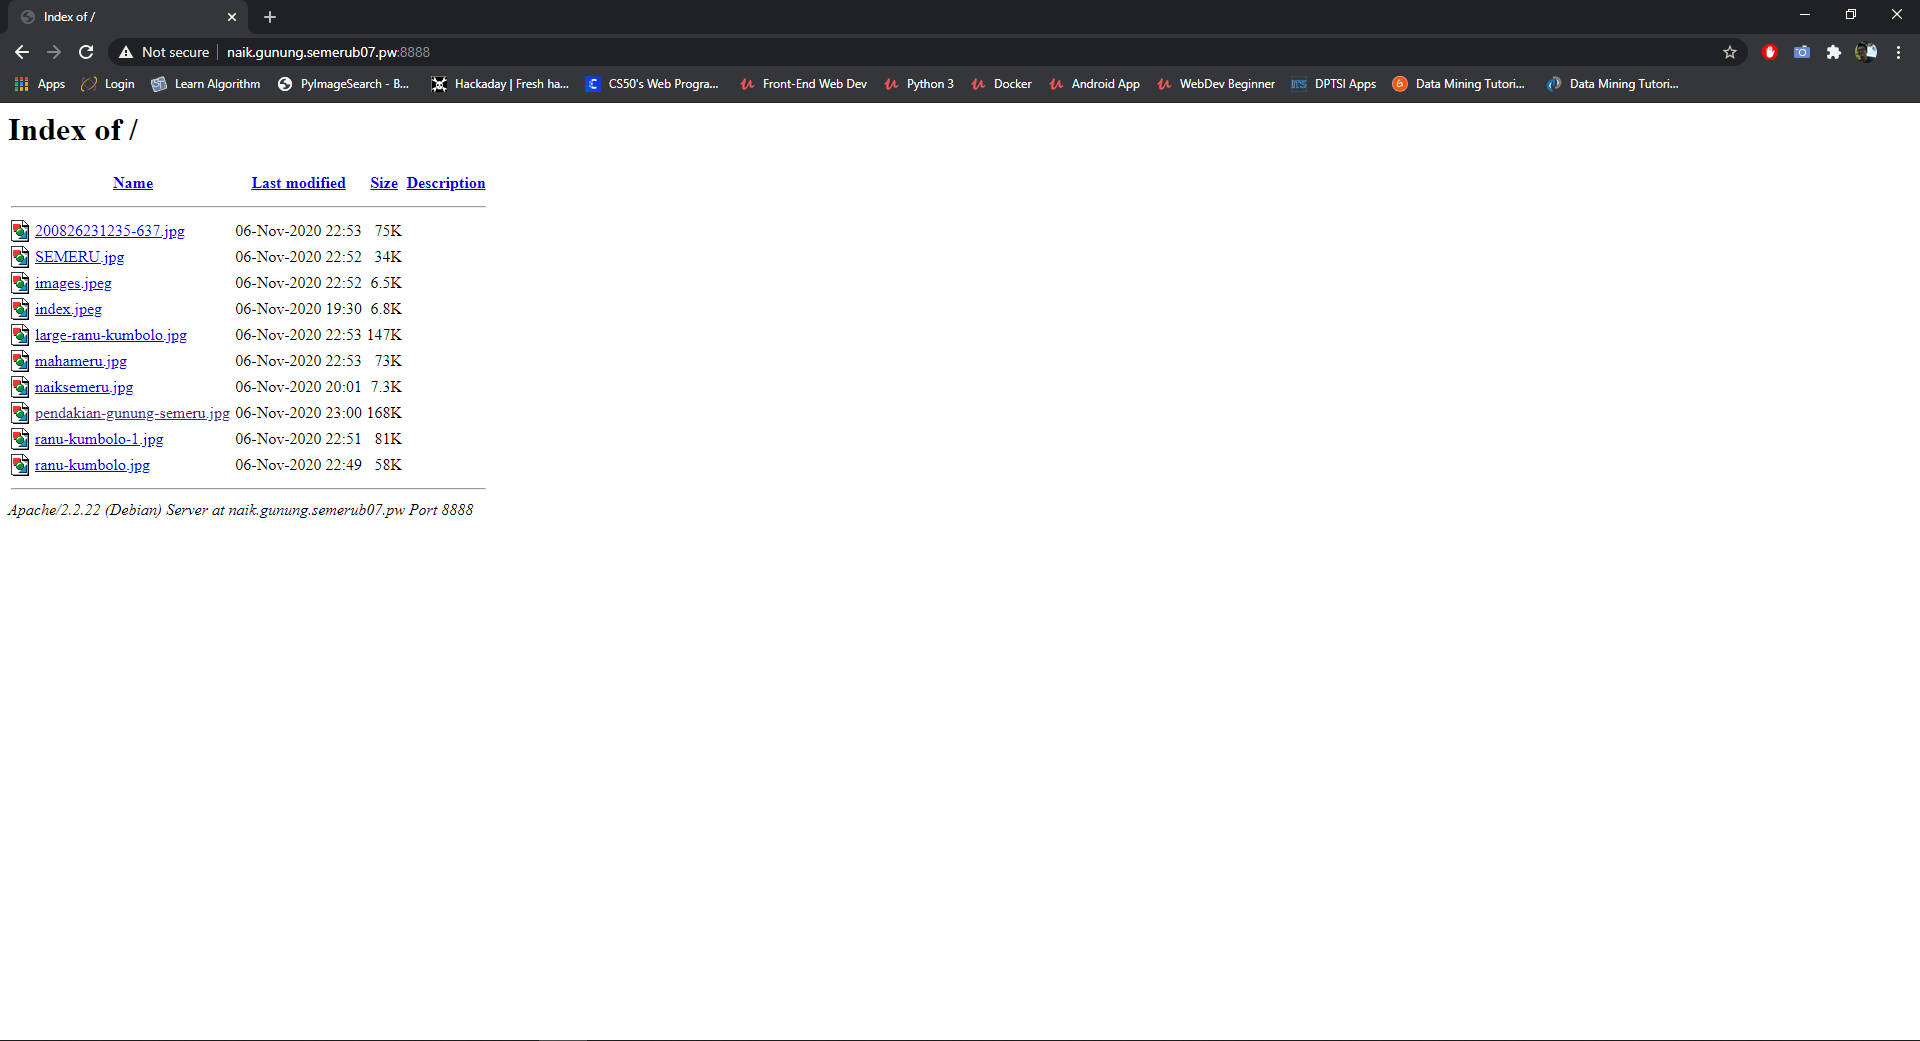 Index of /
Not secure naik.gunung.semerub07.pw:8888
Apps Login Learn Algorithm PyImageSearch - B... Hackaday | Fresh ha... CS50's Web Progra... Front-End Web Dev Python 3 Docker Android App WebDev Beginner DPTSI Apps Data Mining Tutori... Data Mining Tutori...
Index of /
Name Last modified Size Description
200826231235-637.jpg 06-Nov-2020 22:53 75K
SEMERU.jpg 06-Nov-2020 22:52 34K
images.jpeg 06-Nov-2020 22:52 6.5K
index.jpeg 06-Nov-2020 19:30 6.8K
large-ranu-kumbolo.jpg 06-Nov-2020 22:53 147K
mahameru.jpg 06-Nov-2020 22:53 73K
naiksemeru.jpg 06-Nov-2020 20:01 7.3K
pendakian-gunung-semeru.jpg 06-Nov-2020 23:00 168K
ranu-kumbolo-1.jpg 06-Nov-2020 22:51 81K
ranu-kumbolo.jpg 06-Nov-2020 22:49 58K
Apache/2.2.22 (Debian) Server at naik.gunung.semerub07.pw Port 8888